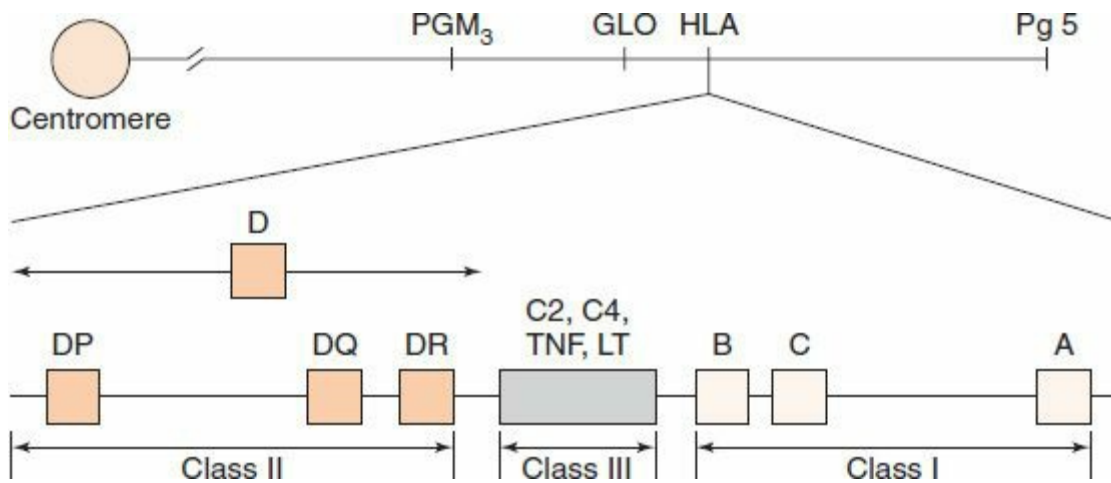 PGM3 GLO HLA Pg 5
Centromere
D
C2, C4,
TNF, LT
DP DQ DR B C A
Class II Class III Class I